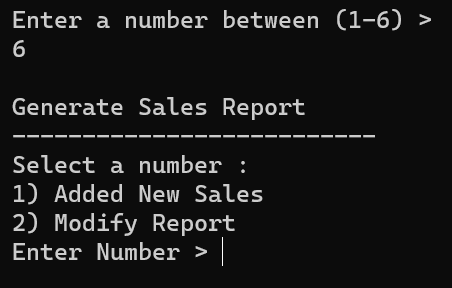 Enter a number between (1-6) >
6
Generate Sales Report
--------------------------
Select a number :
1) Added New Sales
2) Modify Report
Enter Number >